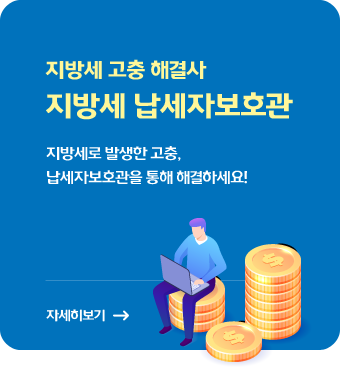 지방세 고충 해결사
지방세 납세자보호관
지방세로 발생한 고충,
납세자보호관을 통해 해결하세요!
자세히보기 →